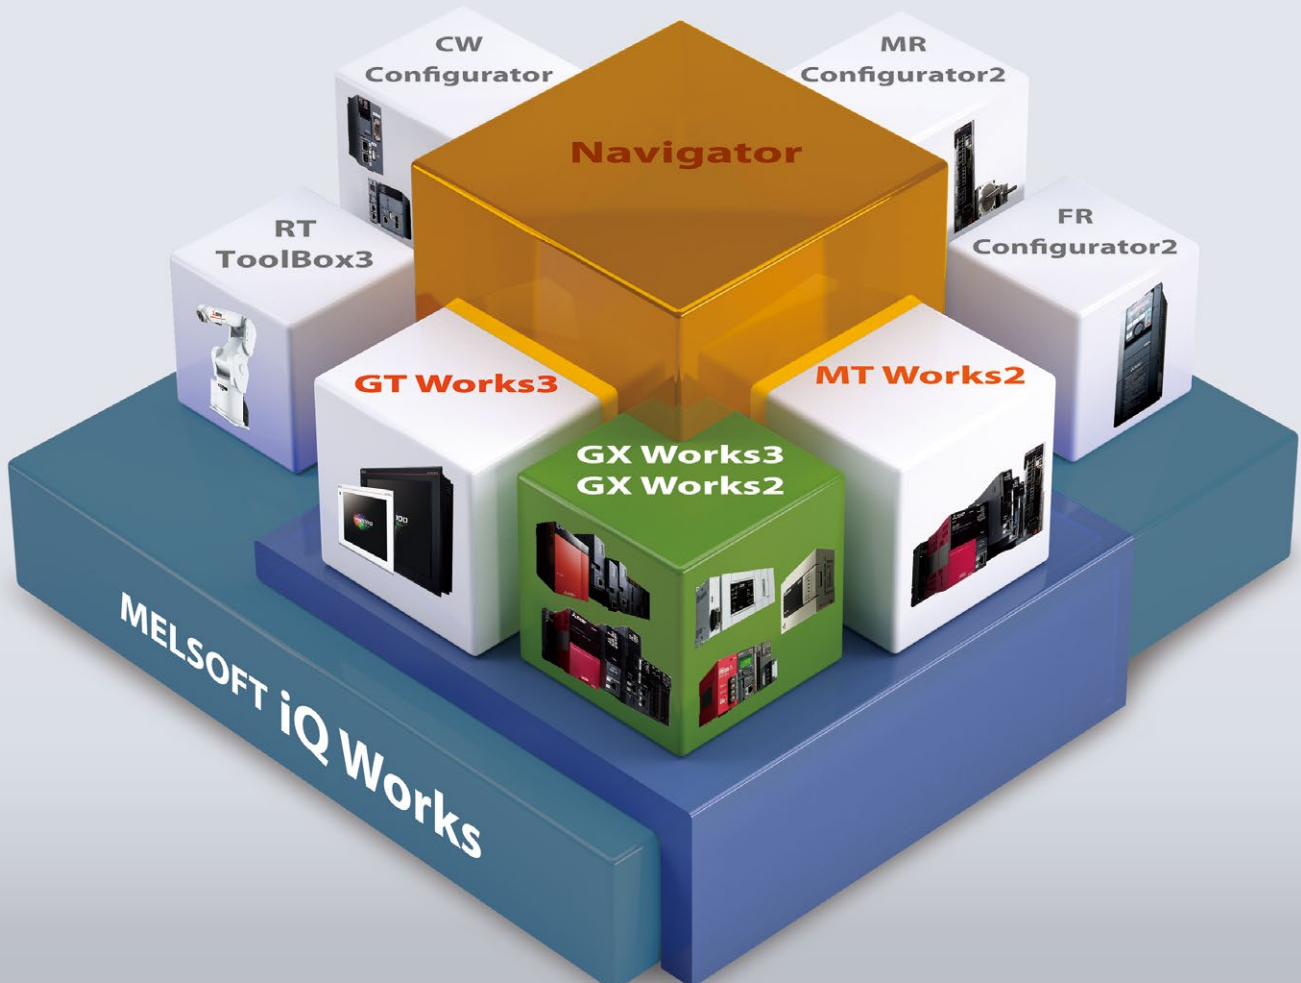 CW
Configurator
MR
Configurator2
Navigator
RT
ToolBox3
FR
Configurator2
GT Works3
MT Works2
GX Works3
GX Works2
MELSOFT iQ Works